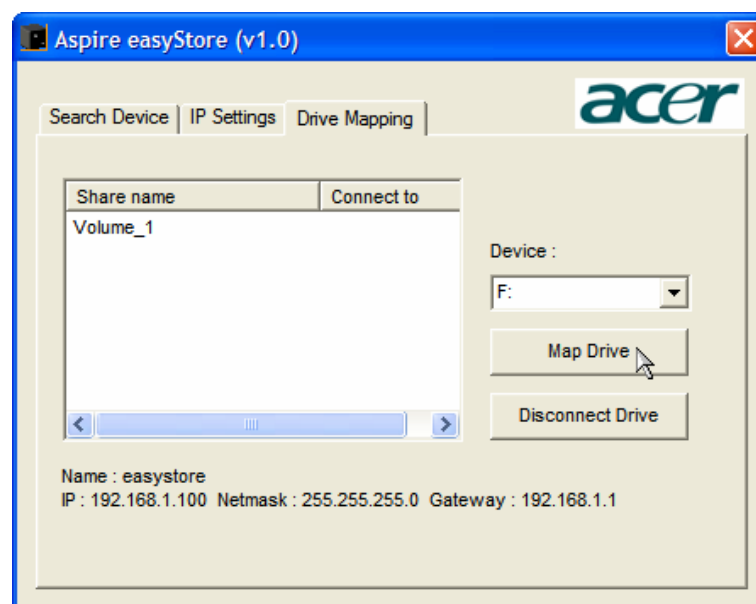 Aspire easyStore (v1.0)
acer
Search Device IP Settings Drive Mapping
Share name Connect to
Volume_1
Device :
F:
Map Drive
Disconnect Drive
Name : easystore
IP : 192.168.1.100 Netmask : 255.255.255.0 Gateway : 192.168.1.1